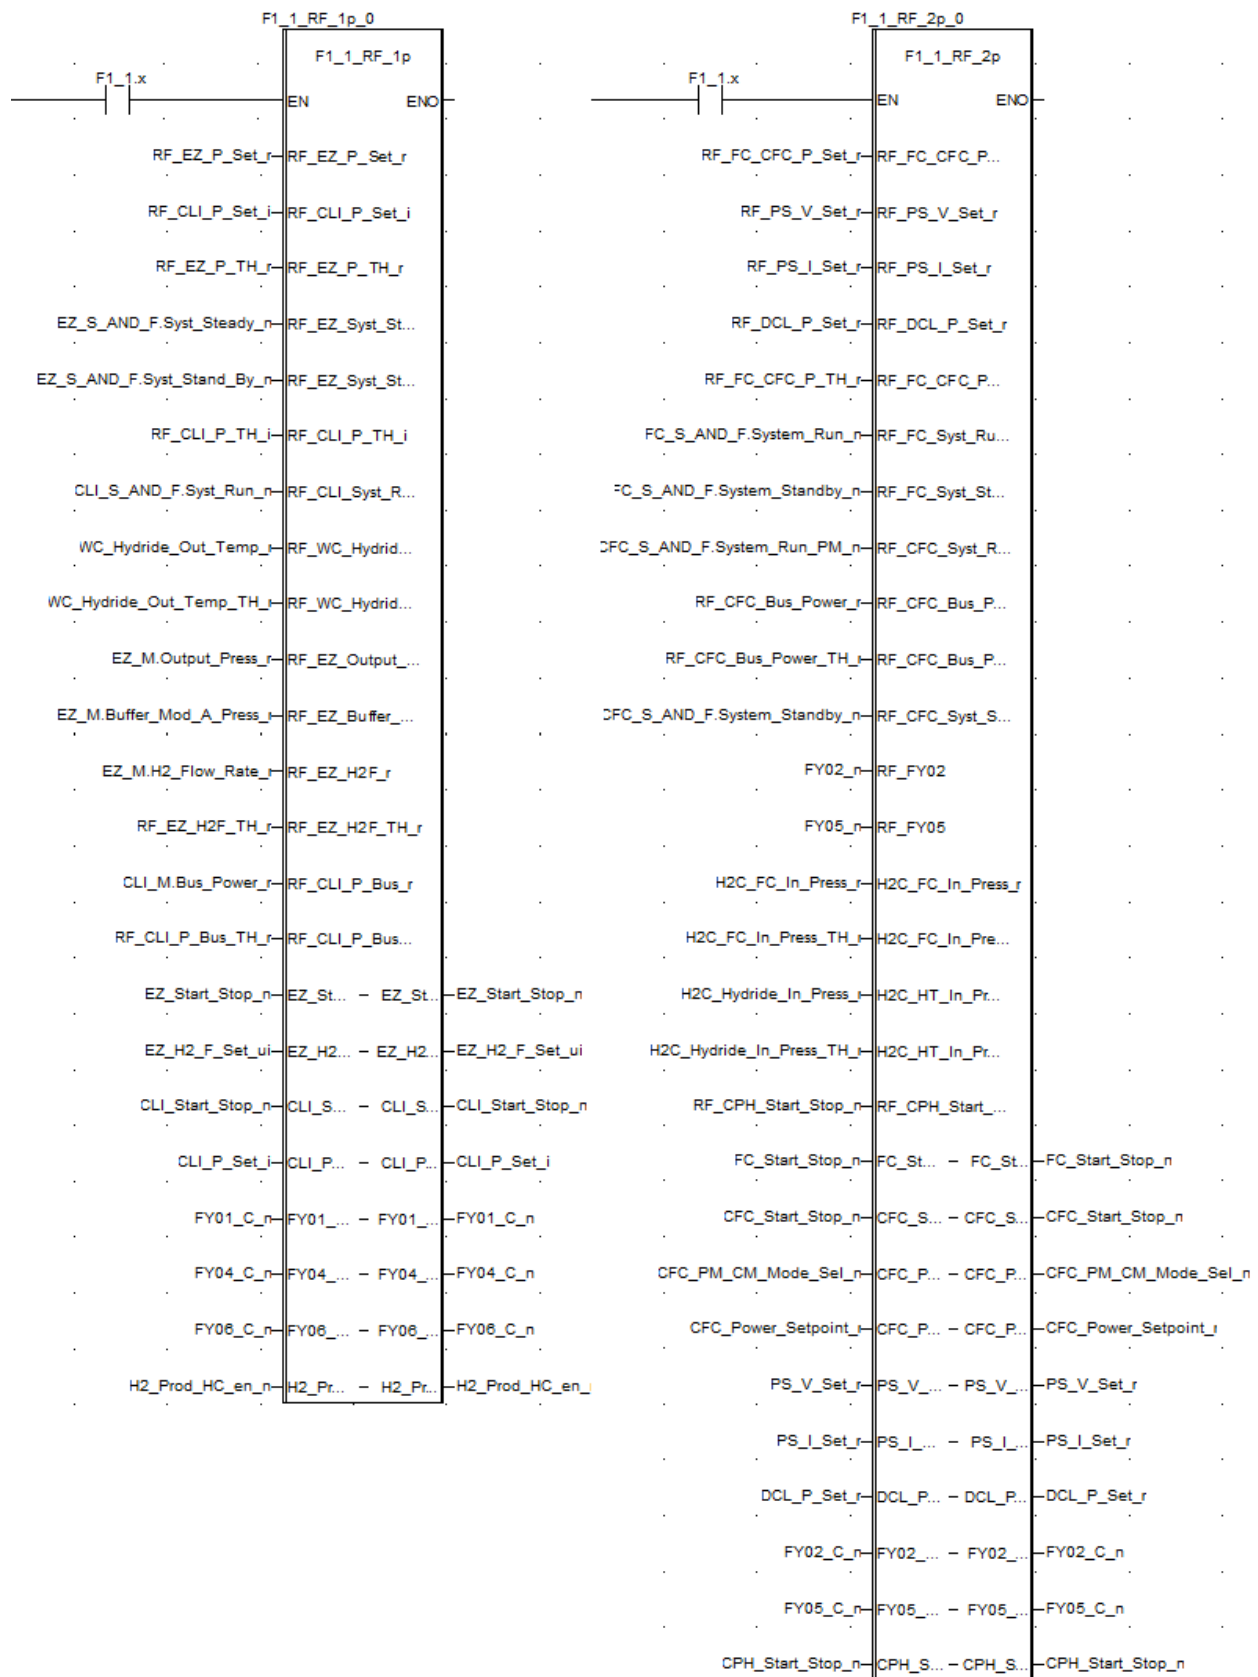 F1_1_RF_1p_0
F1_1_RF_1p
F1_1.x
EN ENO
RF_EZ_P_Set_r RF_EZ_P_Set_r
RF_CLI_P_Set_i RF_CLI_P_Set_i
RF_EZ_P_TH_r RF_EZ_P_TH_r
EZ_S_AND_F.Syst_Steady_n RF_EZ_Syst_St...
EZ_S_AND_F.Syst_Stand_By_n RF_EZ_Syst_St...
RF_CLI_P_TH_i RF_CLI_P_TH_i
CLI_S_AND_F.Syst_Run_n RF_CLI_Syst_R...
WC_Hydride_Out_Temp_r RF_WC_Hydrid...
WC_Hydride_Out_Temp_TH_r RF_WC_Hydrid...
EZ_M.Output_Press_r RF_EZ_Output_...
EZ_M.Buffer_Mod_A_Press_r RF_EZ_Buffer_...
EZ_M.H2_Flow_Rate_r RF_EZ_H2F_r
RF_EZ_H2F_TH_r RF_EZ_H2F_TH_r
CLI_M.Bus_Power_r RF_CLI_P_Bus_r
RF_CLI_P_Bus_TH_r RF_CLI_P_Bus...
EZ_Start_Stop_n EZ_St... – EZ_St... EZ_Start_Stop_n
EZ_H2_F_Set_ui EZ_H2... – EZ_H2... EZ_H2_F_Set_ui
CLI_Start_Stop_n CLI_S... – CLI_S... CLI_Start_Stop_n
CLI_P_Set_i CLI_P... – CLI_P... CLI_P_Set_i
FY01_C_n FY01_... – FY01_... FY01_C_n
FY04_C_n FY04_... – FY04_... FY04_C_n
FY06_C_n FY06_... – FY06_... FY06_C_n
H2_Prod_HC_en_n H2_Pr... – H2_Pr... H2_Prod_HC_en_
F1_1_RF_2p_0
F1_1_RF_2p
F1_1.x
EN ENO
RF_FC_CFC_P_Set_r RF_FC_CFC_P...
RF_PS_V_Set_r RF_PS_V_Set_r
RF_PS_I_Set_r RF_PS_I_Set_r
RF_DCL_P_Set_r RF_DCL_P_Set_r
RF_FC_CFC_P_TH_r RF_FC_CFC_P...
FC_S_AND_F.System_Run_n RF_FC_Syst_Ru...
FC_S_AND_F.System_Standby_n RF_FC_Syst_St...
CFC_S_AND_F.System_Run_PM_n RF_CFC_Syst_R...
RF_CFC_Bus_Power_r RF_CFC_Bus_P...
RF_CFC_Bus_Power_TH_r RF_CFC_Bus_P...
CFC_S_AND_F.System_Standby_n RF_CFC_Syst_S...
FY02_n RF_FY02
FY05_n RF_FY05
H2C_FC_In_Press_r H2C_FC_In_Press_r
H2C_FC_In_Press_TH_r H2C_FC_In_Pre...
H2C_Hydride_In_Press_r H2C_HT_In_Pr...
H2C_Hydride_In_Press_TH_r H2C_HT_In_Pr...
RF_CPH_Start_Stop_n RF_CPH_Start_...
FC_Start_Stop_n FC_St... – FC_St... FC_Start_Stop_n
CFC_Start_Stop_n CFC_S... – CFC_S... CFC_Start_Stop_n
CFC_PM_CM_Mode_Sel_n CFC_P... – CFC_P... CFC_PM_CM_Mode_Sel_n
CFC_Power_Setpoint_r CFC_P... – CFC_P... CFC_Power_Setpoint_r
PS_V_Set_r PS_V_... – PS_V_... PS_V_Set_r
PS_I_Set_r PS_I_... – PS_I_... PS_I_Set_r
DCL_P_Set_r DCL_P... – DCL_P... DCL_P_Set_r
FY02_C_n FY02_... – FY02_... FY02_C_n
FY05_C_n FY05_... – FY05_... FY05_C_n
CPH_Start_Stop_n CPH_S... – CPH_S... CPH_Start_Stop_n